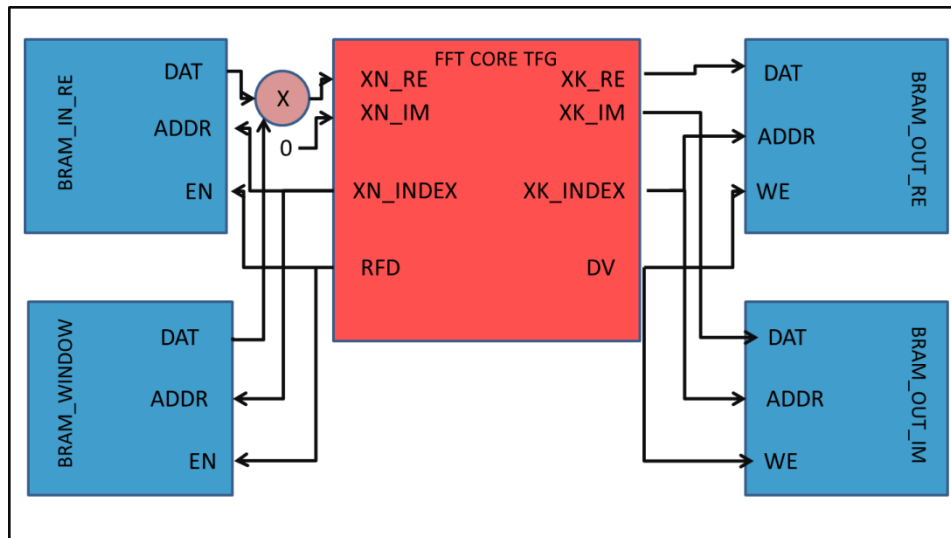 BRAM_IN_RE
DAT
ADDR
EN
X
0
FFT CORE TFG
XN_RE
XK_RE
XN_IM
XK_IM
XN_INDEX
XK_INDEX
RFD
DV
DAT
ADDR
WE
BRAM_OUT_RE
BRAM_WINDOW
DAT
ADDR
EN
DAT
ADDR
WE
BRAM_OUT_IM